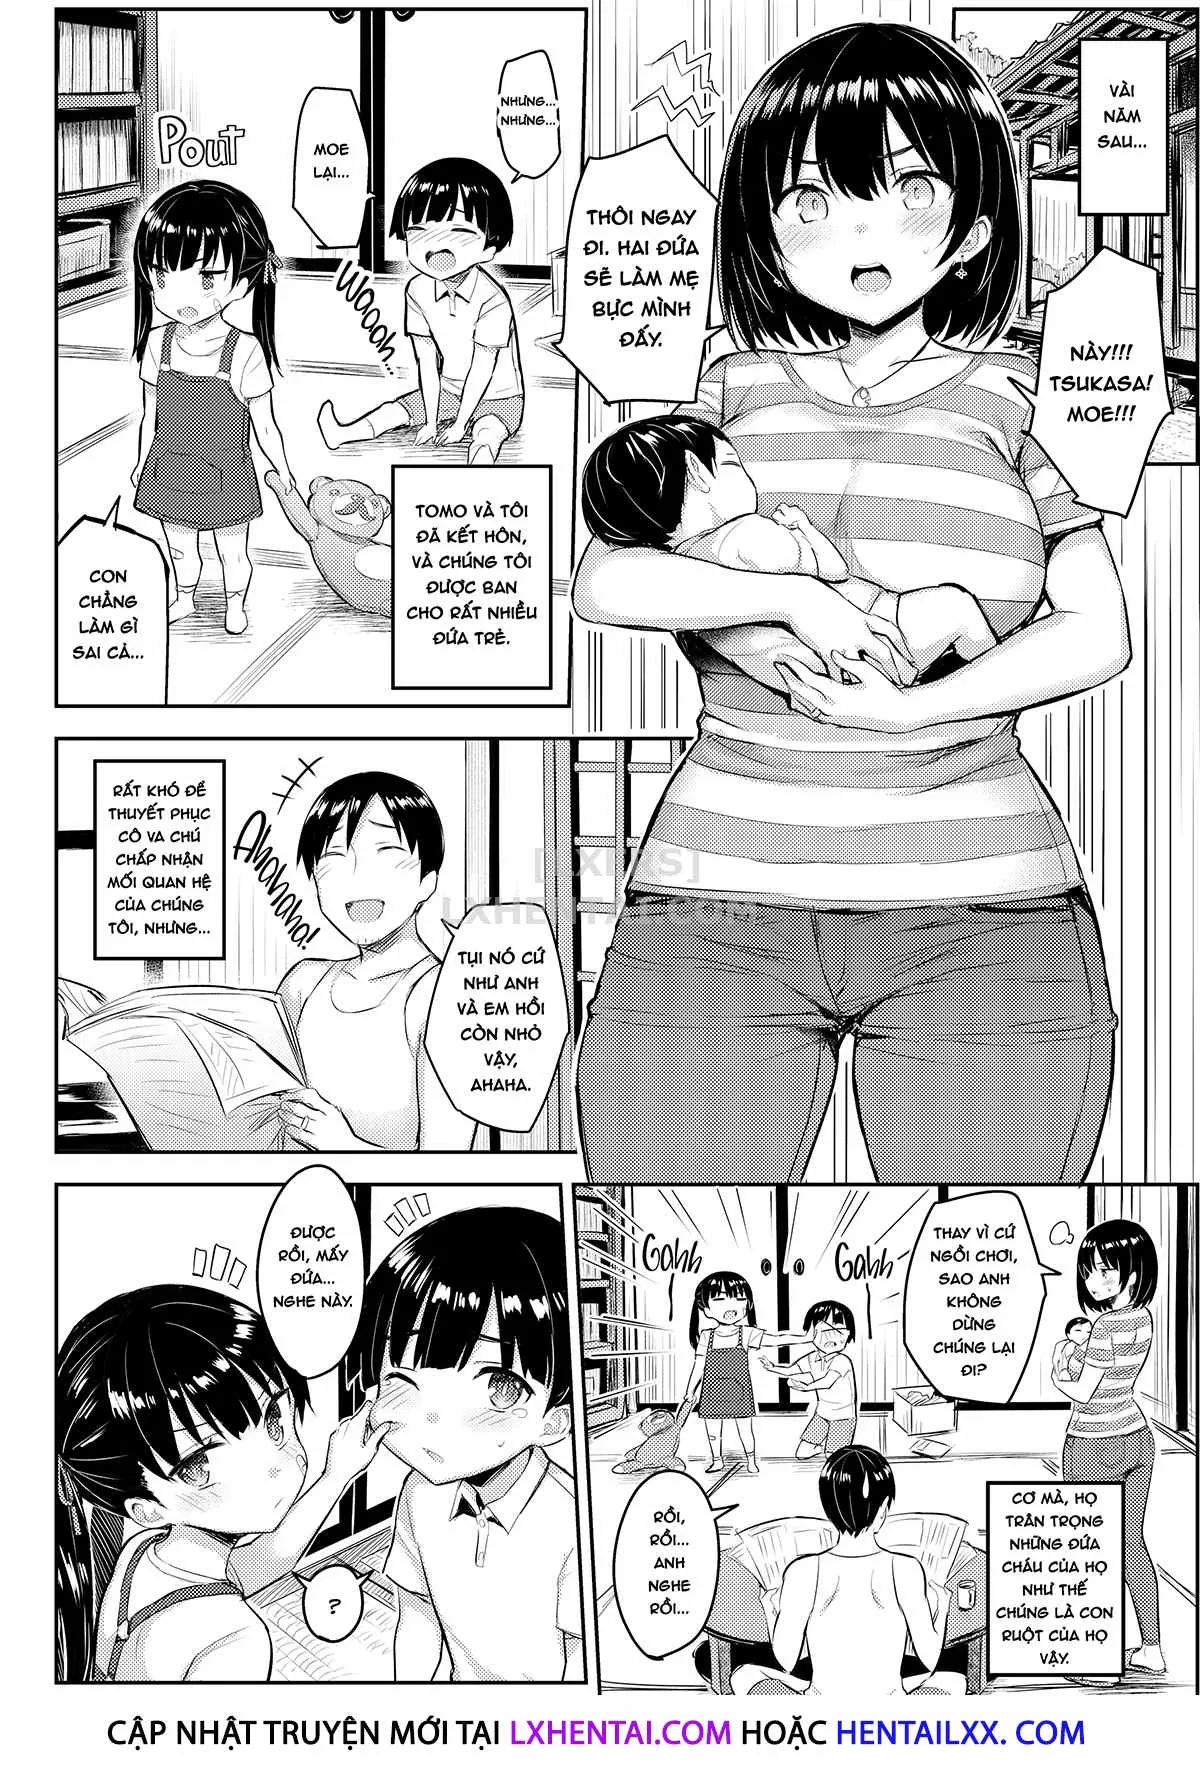 VÀI
NĂM
SAU...
NÀY!!!
TSUKASA!
MOE!!!
THÔI NGAY
ĐI. HAI ĐỨA
SẼ LÀM MẸ
BỰC MÌNH
ĐẤY.
NHƯNG...
NHƯNG...
MOE
LẠI...
Pout
Woooh...
TOMO VÀ TÔI
ĐÃ KẾT HÔN,
VÀ CHÚNG TÔI
ĐƯỢC BAN
CHO RẤT NHIỀU
ĐỨA TRẺ.
CON
CHẲNG
LÀM GÌ
SAI CẢ...
RẤT KHÓ ĐỂ
THUYẾT PHỤC
CÔ VA CHÚ
CHẤP NHẬN
MỐI QUAN HỆ
CỦA CHÚNG
TÔI, NHƯNG...
Ahahaha!
TỤI NÓ CỨ
NHƯ ANH
VÀ EM HỒI
CÒN NHỎ
VẬY,
AHAHA.
[LXERS]
LXHENTAI.COM
THAY VÌ CỨ
NGỒI CHƠI,
SAO ANH
KHÔNG
DỪNG
CHÚNG LẠI
ĐI?
Gahh
Gahh
RỒI,
RỒI...
ANH
NGHE
RỒI...
CƠ MÀ, HỌ
TRÂN TRỌNG
NHỮNG ĐỨA
CHÁU CỦA HỌ
NHƯ THỂ
CHÚNG LÀ CON
RUỘT CỦA HỌ
VẬY.
ĐƯỢC
RỒI, MẤY
ĐỨA...
NGHE NÀY.
?
CẬP NHẬT TRUYỆN MỚI TẠI LXHENTAI.COM HOẶC HENTAILXX. COM